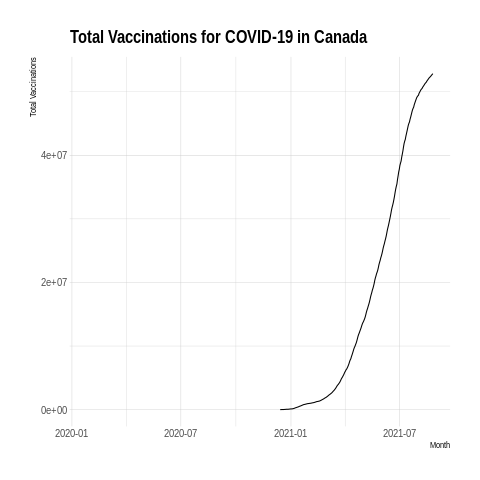 Total Vaccinations for COVID-19 in Canada
Total Vaccinations
4e+07
2e+07
0e+00
2020-01 2020-07 2021-01 2021-07
Month